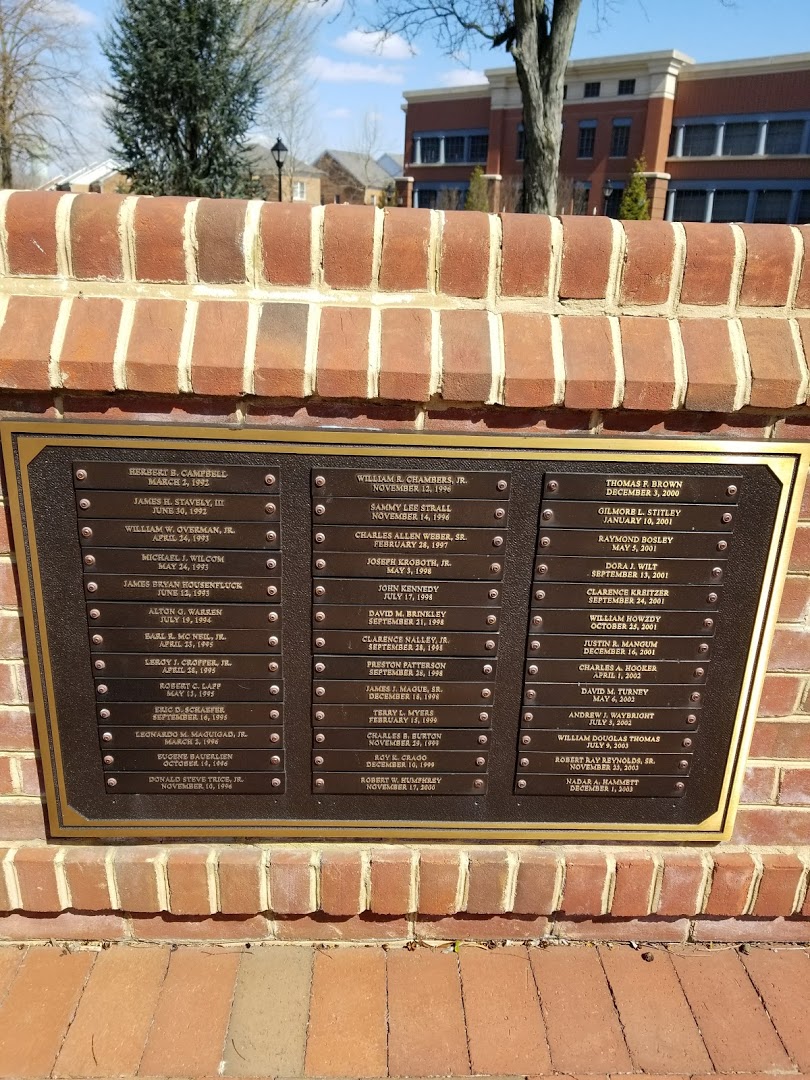 HERBERT B. CAMPBELL
MARCH 2, 1992
JAMES H. STAVELY, III
JUNE 30, 1992
WILLIAM W. OVERMAN, JR.
APRIL 24, 1993
MICHAEL J. WILCOM
MAY 24, 1993
JAMES BRYAN HOUSENFLUCK
JUNE 12, 1993
ALTON G. WARREN
JULY 19, 1994
EARL R. MC NEIL, JR.
APRIL 23, 1995
LEROY J. CROPPER, JR.
APRIL 28, 1995
ROBERT C. LAPP
MAY 13, 1995
ERIC D. SCHAEFER
SEPTEMBER 16, 1995
LEONARDO M. MAGUIGAD, JR.
MARCH 3, 1996
EUGENE BAUERLIEN
OCTOBER 19, 1996
DONALD STEVE TRICE, JR.
NOVEMBER 10, 1996
WILLIAM R. CHAMBERS, JR.
NOVEMBER 12, 1996
SAMMY LEE STRALL
NOVEMBER 14, 1996
CHARLES ALLEN WEBER, SR.
FEBRUARY 28, 1997
JOSEPH KROBOTH, JR.
MAY 3, 1998
JOHN KENNEDY
JULY 17, 1998
DAVID M. BRINKLEY
SEPTEMBER 21, 1998
CLARENCE NALLEY, JR.
SEPTEMBER 28, 1998
PRESTON PATTERSON
SEPTEMBER 28, 1998
JAMES J. MAGUE, SR.
DECEMBER 18, 1998
TERRY L. MYERS
FEBRUARY 15, 1999
CHARLES B. BURTON
NOVEMBER 29, 1999
ROY K. CRAGO
DECEMBER 10, 1999
ROBERT W. HUMPHREY
NOVEMBER 17, 2000
THOMAS F. BROWN
DECEMBER 3, 2000
GILMORE L. STITLEY
JANUARY 10, 2001
RAYMOND BOSLEY
MAY 5, 2001
DORA J. WILT
SEPTEMBER 13, 2001
CLARENCE KREITZER
SEPTEMBER 24, 2001
WILLIAM HOWZDY
OCTOBER 25, 2001
JUSTIN R. MANGUM
DECEMBER 16, 2001
CHARLES A. HOOKER
APRIL 1, 2002
DAVID M. TURNEY
MAY 6, 2002
ANDREW J. WAYBRIGHT
JULY 3, 2002
WILLIAM DOUGLAS THOMAS
JULY 9, 2003
ROBERT RAY REYNOLDS, SR.
NOVEMBER 23, 2003
NADAR A. HAMMETT
DECEMBER 1, 2003